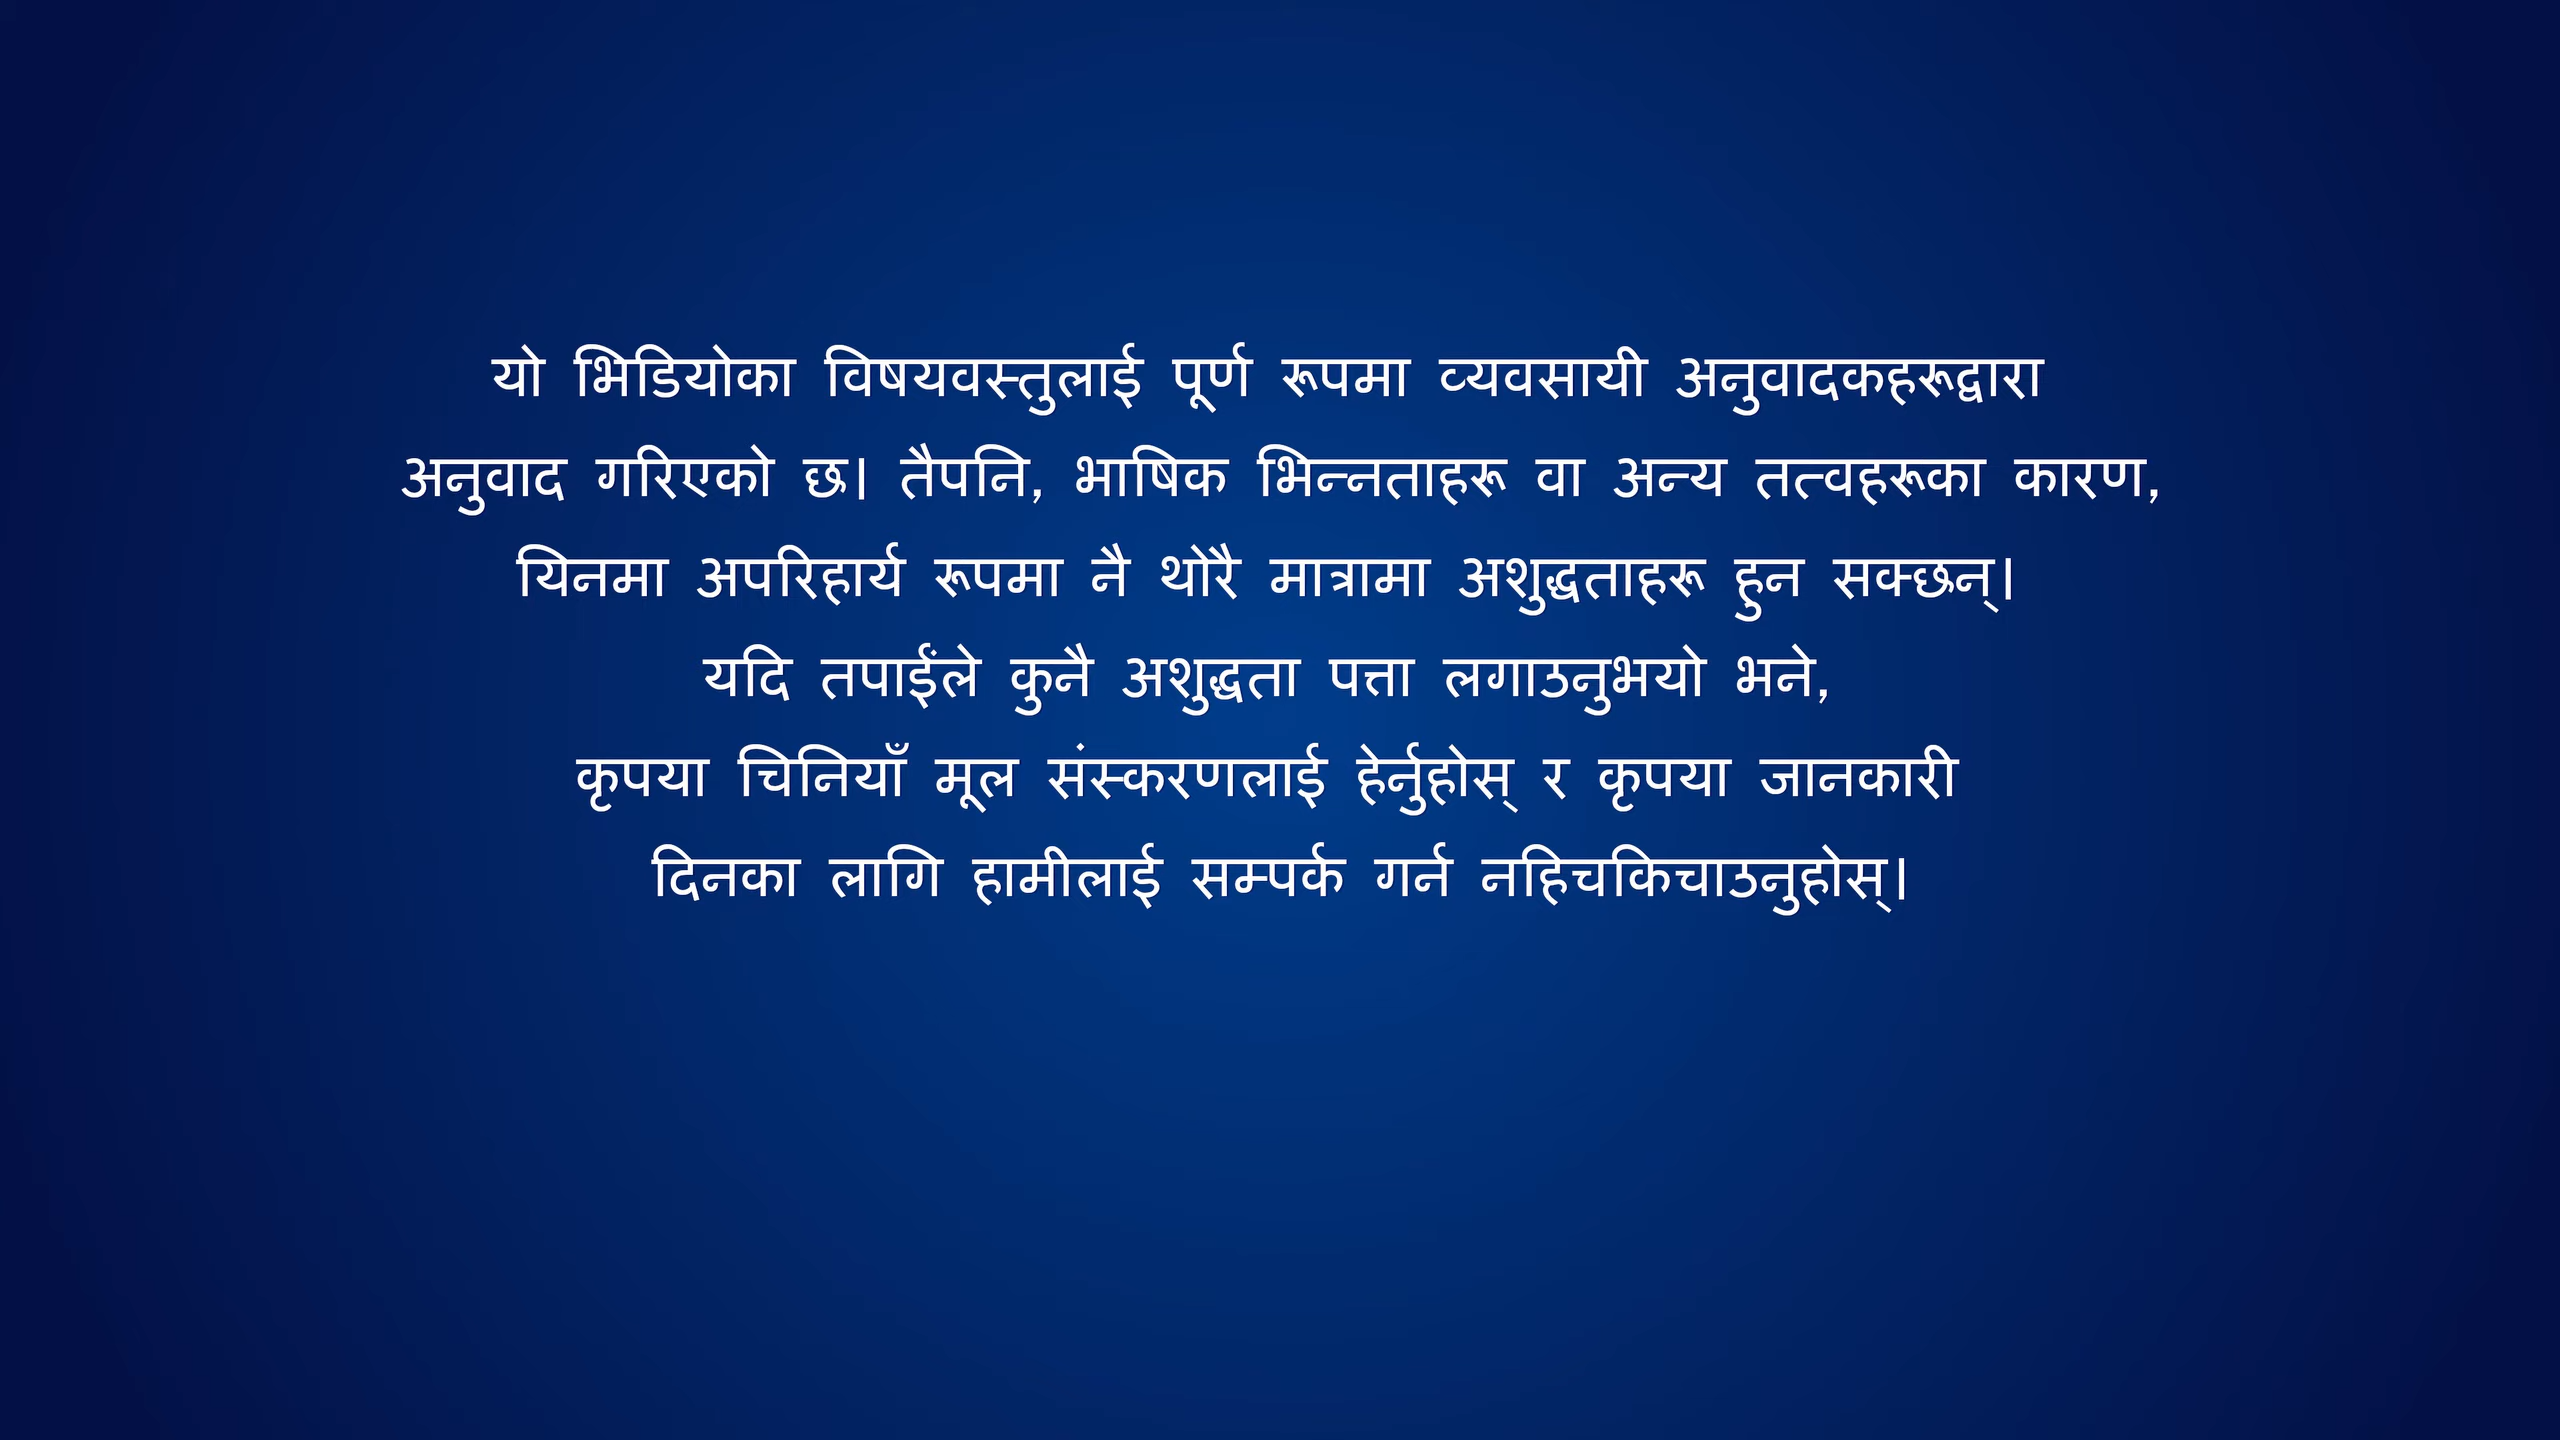 यो भिडियोका विषयवस्तुलाई पूर्ण रूपमा व्यवसायी अनुवादकहरूद्वारा
अनुवाद गरिएको छ। तैपनि, भाषिक भिन्नताहरू वा अन्य तत्वहरूका कारण,
यिनमा अपरिहार्य रूपमा नै थोरै मात्रामा अशुद्धताहरू हुन सक्छन्।
यदि तपाईंले कुनै अशुद्धता पत्ता लगाउनुभयो भने,
कृपया चिनियाँ मूल संस्करणलाई हेर्नुहोस् र कृपया जानकारी
दिनका लागि हामीलाई सम्पर्क गर्न नहिचकिचाउनुहोस्।